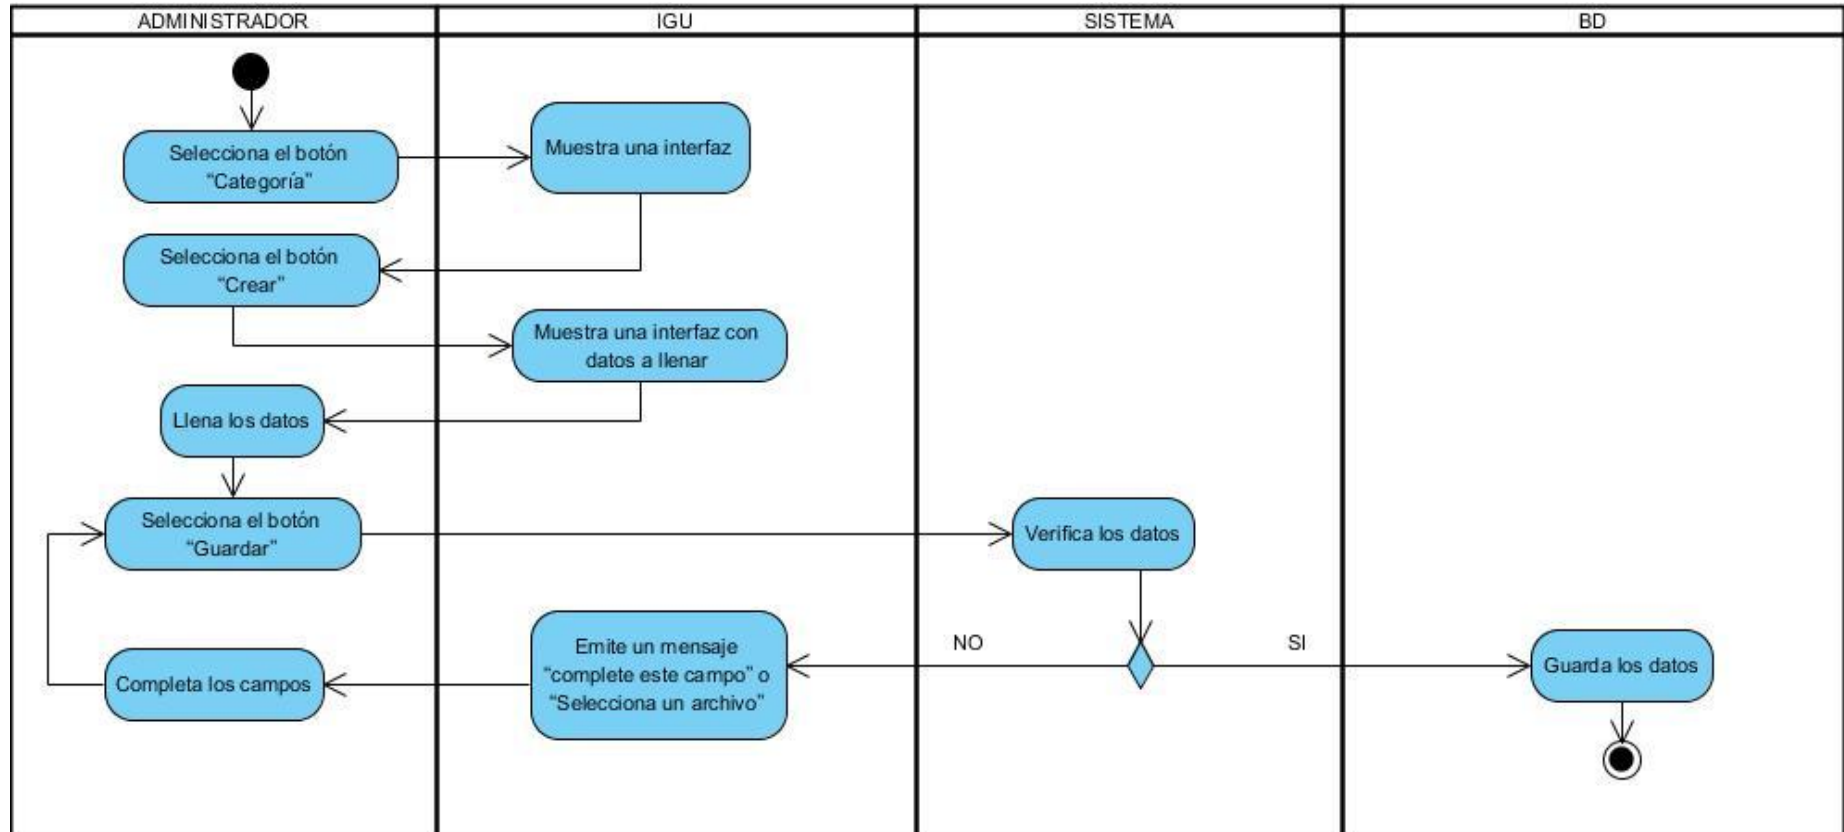 ADMINISTRADOR
IGU
SISTEMA
BD
Selecciona el botón
“Categoría”
Muestra una interfaz
Selecciona el botón
“Crear”
Muestra una interfaz con
datos a llenar
Llena los datos
Selecciona el botón
“Guardar”
Verifica los datos
NO
SI
Emite un mensaje
“complete este campo” o
“Selecciona un archivo”
Completa los campos
Guarda los datos